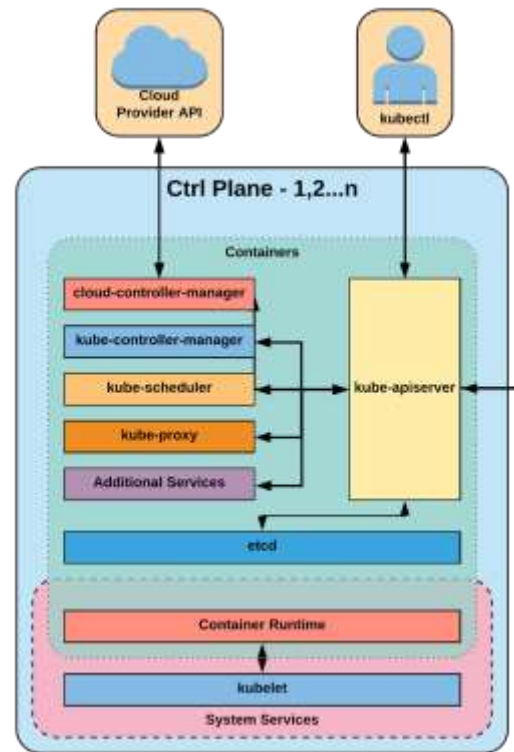 Cloud
Provider API
kubectl
Ctrl Plane - 1,2...n
Containers
cloud-controller-manager
kube-controller-manager
kube-scheduler
kube-apiserver
kube-proxy
Additional Services
etcd
Container Runtime
kubelet
System Services